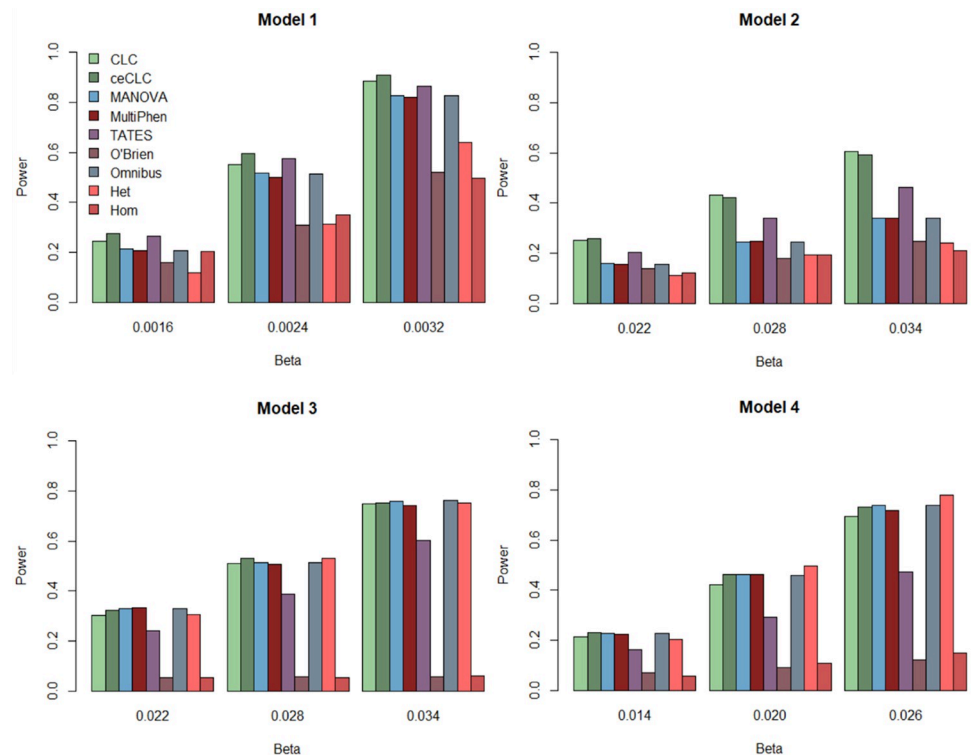 Model 1
1.0
0.8
0.6
0.4
0.2
0.0
Power
CLC
ceCLC
MANOVA
MultiPhen
TATES
O'Brien
Omnibus
Het
Hom
0.0016 0.0024 0.0032
Beta
Model 2
1.0
0.8
0.6
0.4
0.2
0.0
Power
0.022 0.028 0.034
Beta
Model 3
1.0
0.8
0.6
0.4
0.2
0.0
Power
0.022 0.028 0.034
Beta
Model 4
1.0
0.8
0.6
0.4
0.2
0.0
Power
0.014 0.020 0.026
Beta